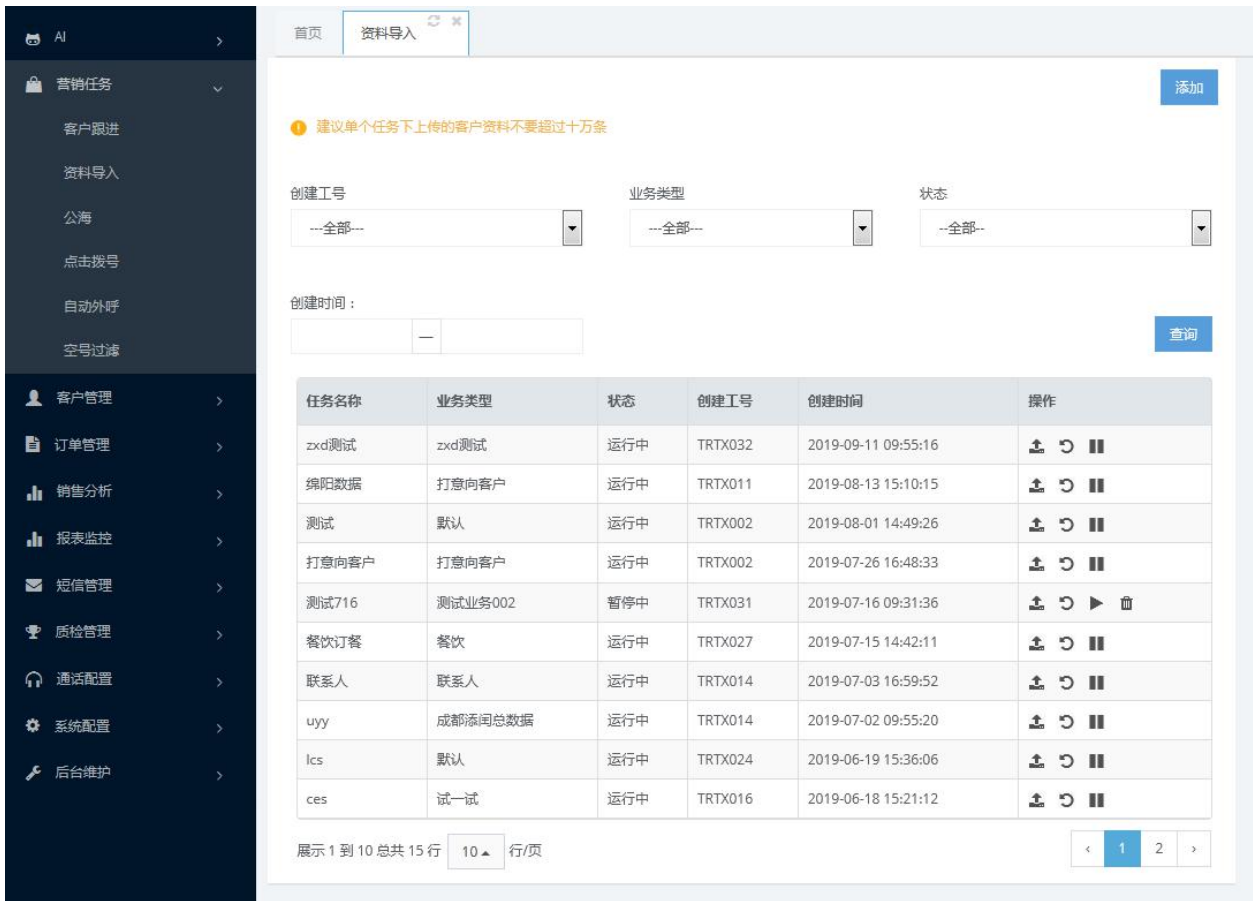 AI
营销任务
客户跟进
资料导入
公海
点击拨号
自动外呼
空号过滤
客户管理
订单管理
销售分析
报表监控
短信管理
质检管理
通话配置
系统配置
后台维护
首页 资料导入
添加
建议单个任务下上传的客户资料不要超过十万条
创建工号 业务类型 状态
---全部--- ---全部--- --全部--
创建时间：
—
查询
任务名称 业务类型 状态 创建工号 创建时间 操作
zxd测试 zxd测试 运行中 TRTX032 2019-09-11 09:55:16
绵阳数据 打意向客户 运行中 TRTX011 2019-08-13 15:10:15
测试 默认 运行中 TRTX002 2019-08-01 14:49:26
打意向客户 打意向客户 运行中 TRTX002 2019-07-26 16:48:33
测试716 测试业务002 暂停中 TRTX031 2019-07-16 09:31:36
餐饮订餐 餐饮 运行中 TRTX027 2019-07-15 14:42:11
联系人 联系人 运行中 TRTX014 2019-07-03 16:59:52
uyy 成都添闰总数据 运行中 TRTX014 2019-07-02 09:55:20
lcs 默认 运行中 TRTX024 2019-06-19 15:36:06
ces 试一试 运行中 TRTX016 2019-06-18 15:21:12
展示 1 到 10 总共 15 行 10 行/页
‹ 1 2 ›